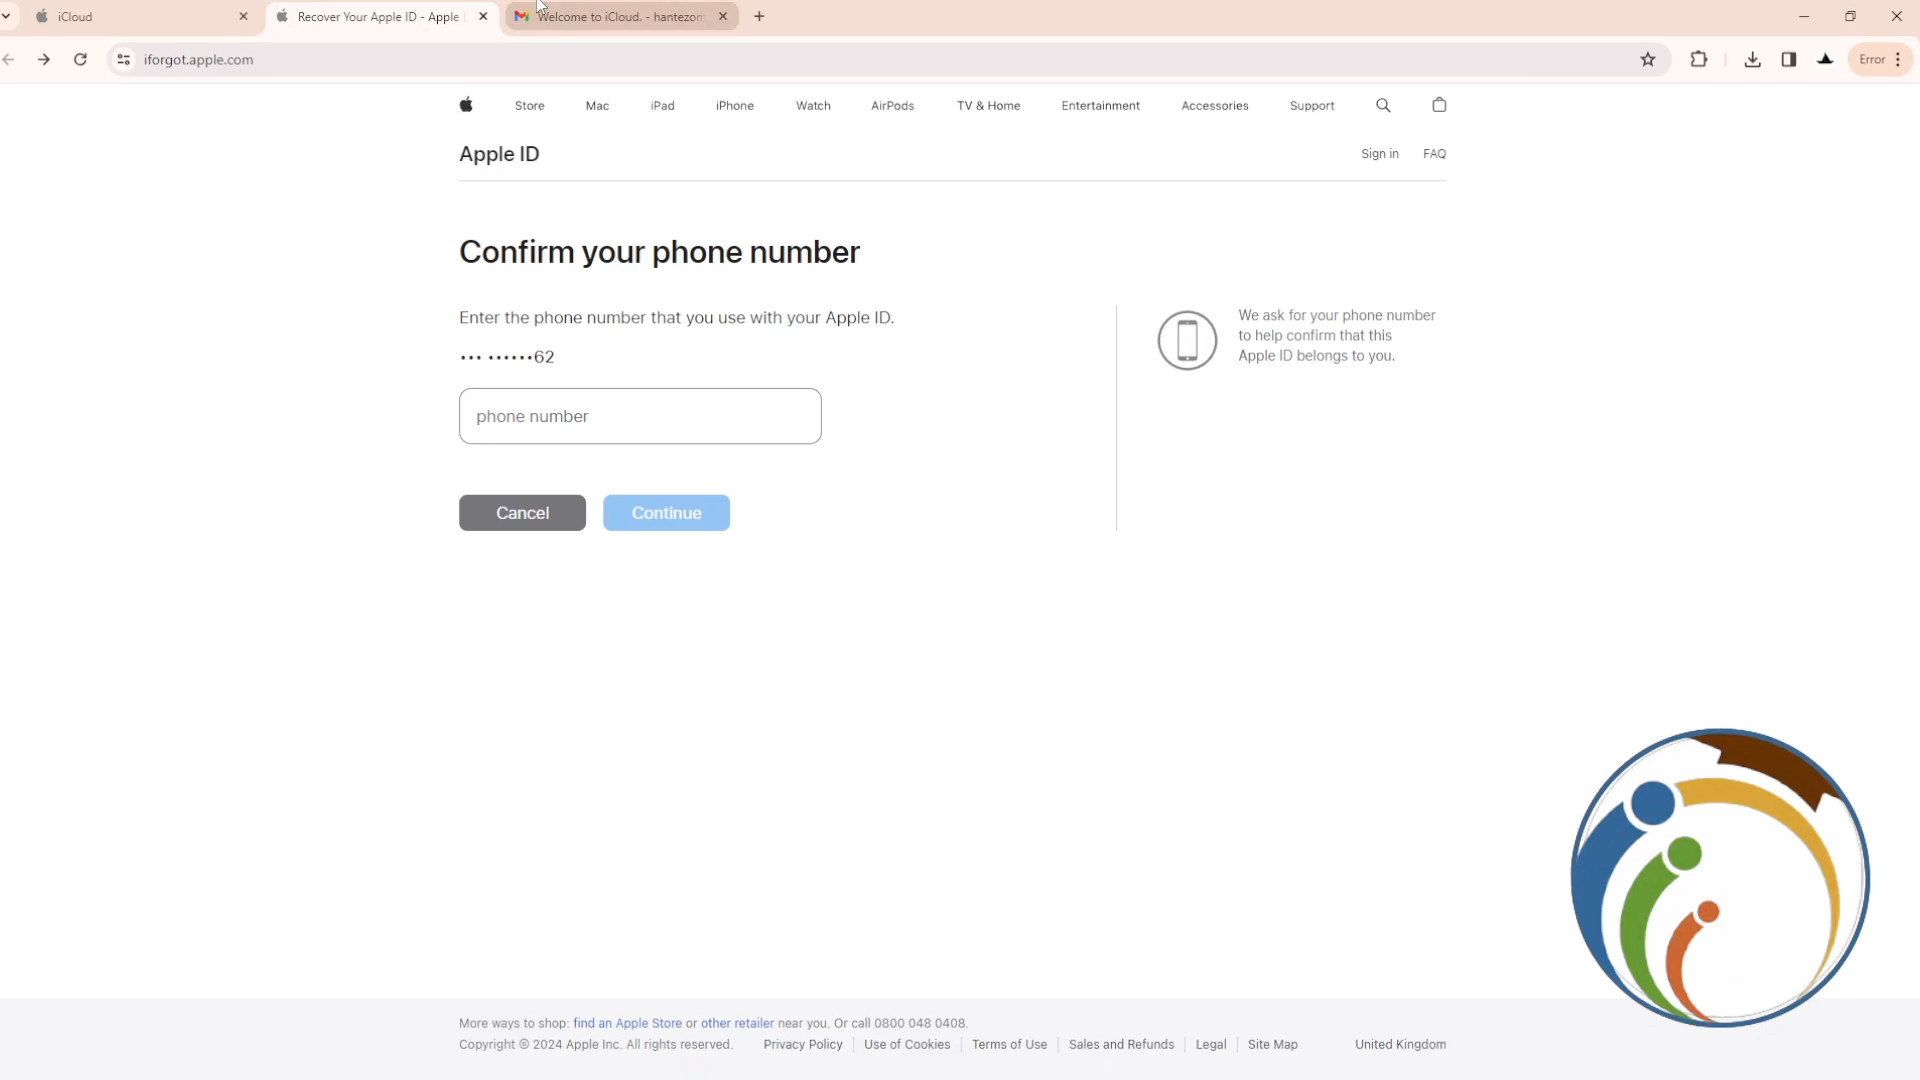 iCloud
Recover Your Apple ID - Apple
Welcome to iCloud. - hantezom
iforgot.apple.com
Error
Store Mac iPad iPhone Watch AirPods TV & Home Entertainment Accessories Support
Apple ID
Sign in FAQ
Confirm your phone number
Enter the phone number that you use with your Apple ID.
••• ••••••62
phone number
Cancel Continue
We ask for your phone number
to help confirm that this
Apple ID belongs to you.
More ways to shop: find an Apple Store or other retailer near you. Or call 0800 048 0408.
Copyright © 2024 Apple Inc. All rights reserved. Privacy Policy Use of Cookies Terms of Use Sales and Refunds Legal Site Map United Kingdom